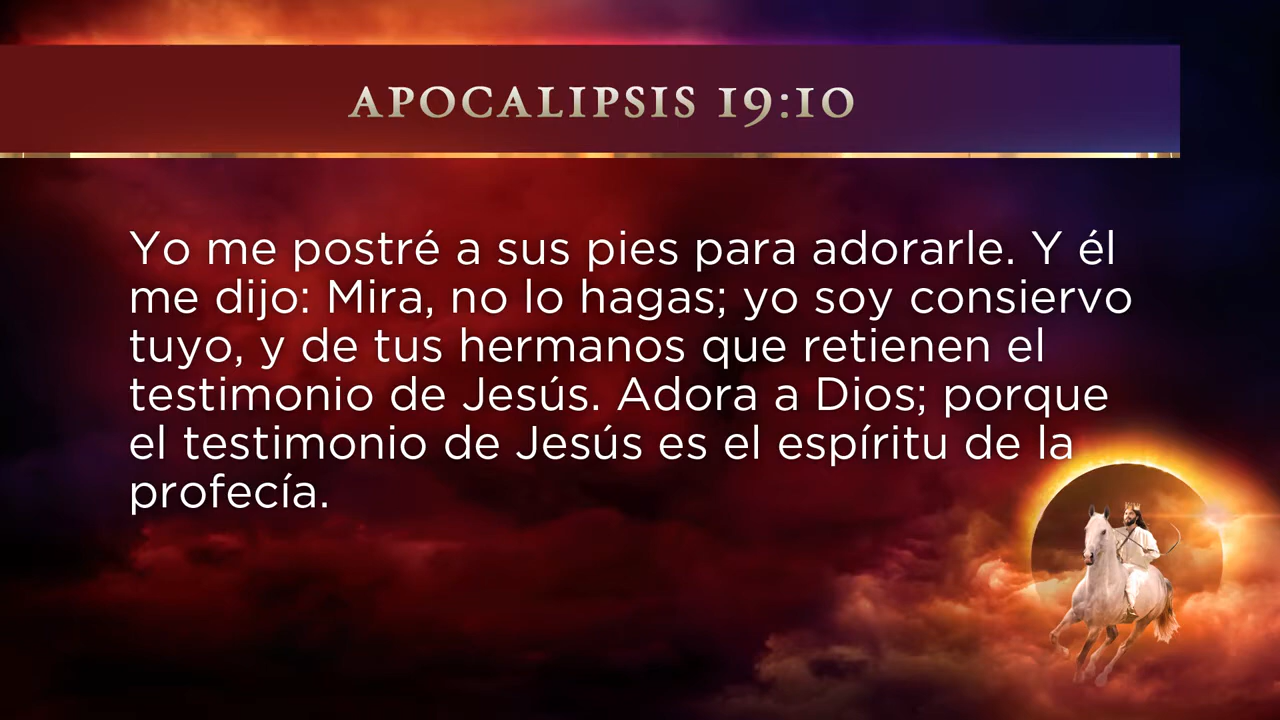 APOCALIPSIS 19:10
Yo me postré a sus pies para adorarle. Y él
me dijo: Mira, no lo hagas; yo soy consiervo
tuyo, y de tus hermanos que retienen el
testimonio de Jesús. Adora a Dios; porque
el testimonio de Jesús es el espíritu de la
profecía.